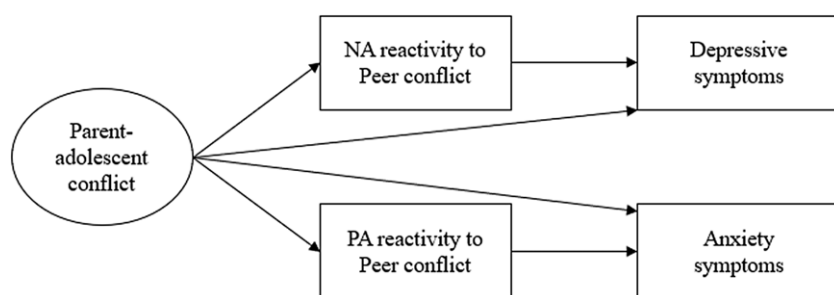 NA reactivity to
Peer conflict
Depressive
symptoms
Parent-
adolescent
conflict
PA reactivity to
Peer conflict
Anxiety
symptoms